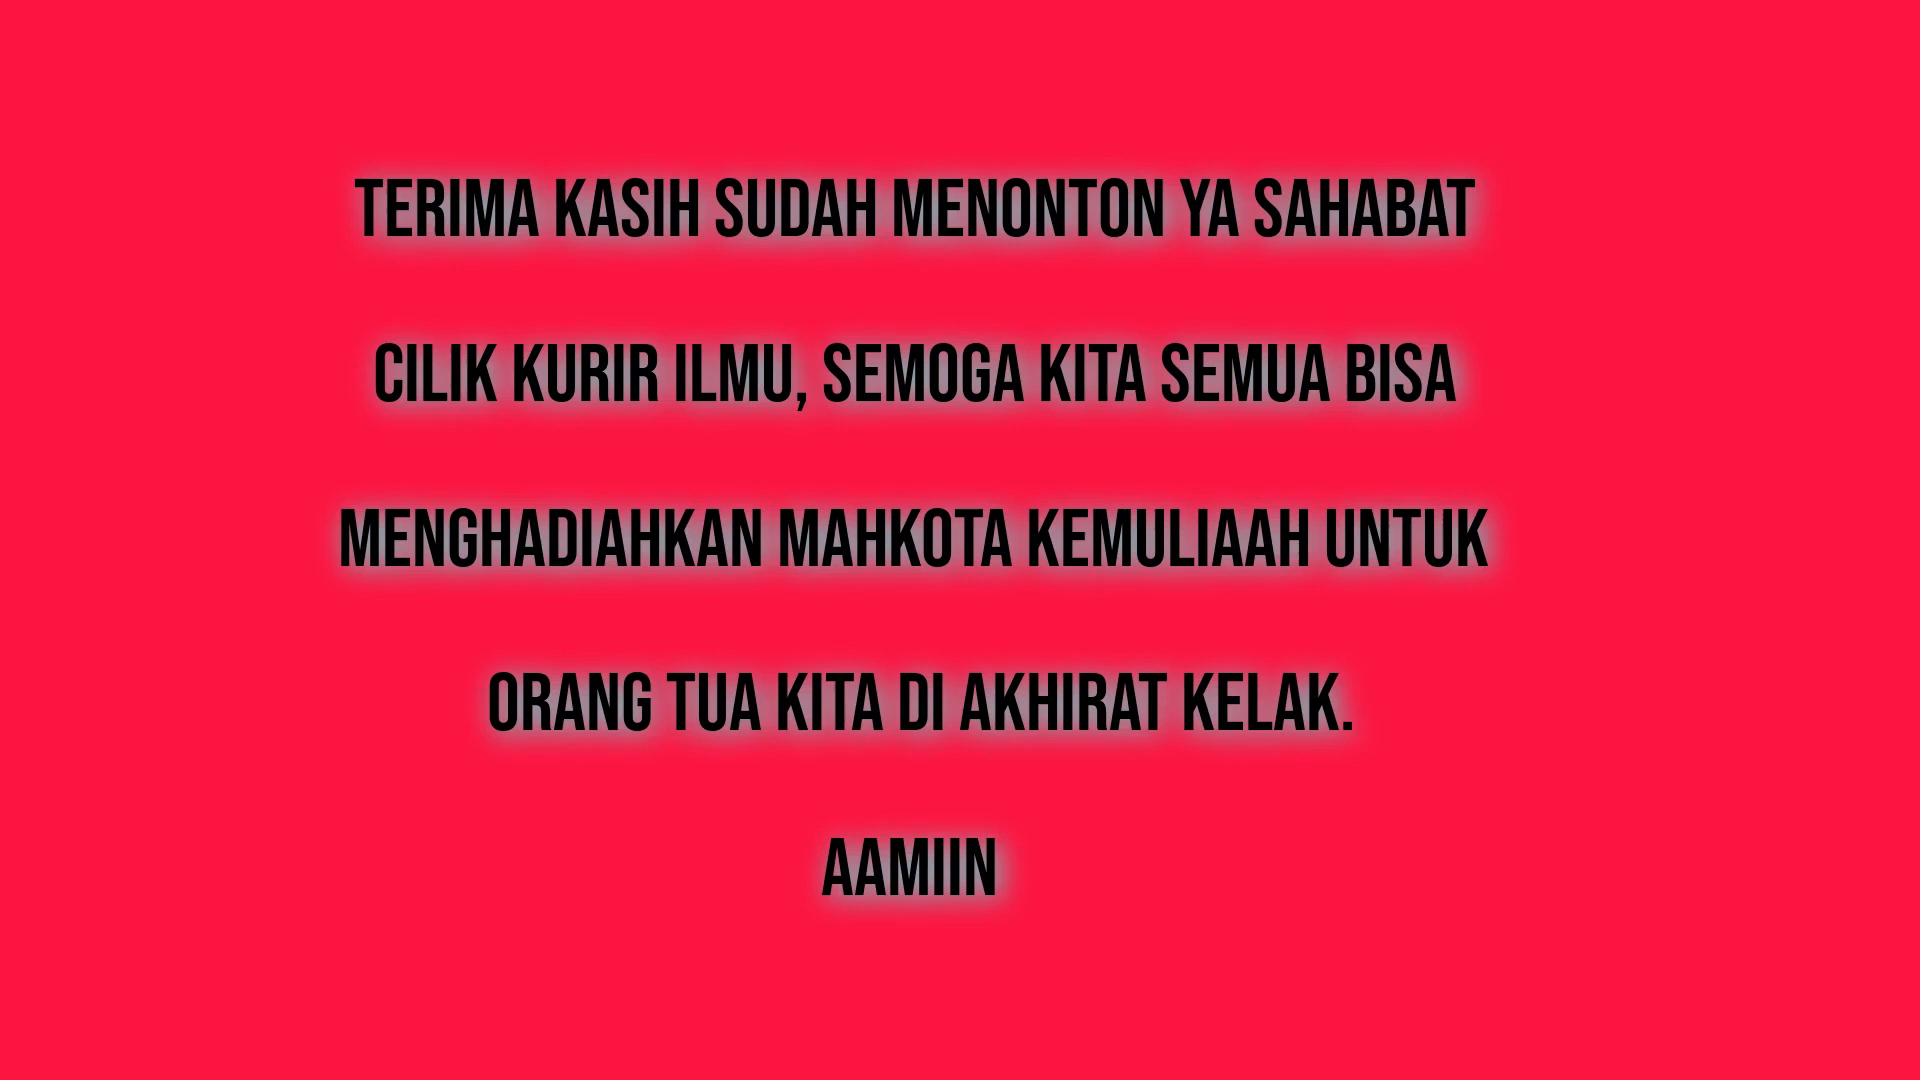 TERIMA KASIH SUDAH MENONTON YA SAHABAT
CILIK KURIR ILMU, SEMOGA KITA SEMUA BISA
MENGHADIAHKAN MAHKOTA KEMULIAAH UNTUK
ORANG TUA KITA DI AKHIRAT KELAK.
AAMIIN